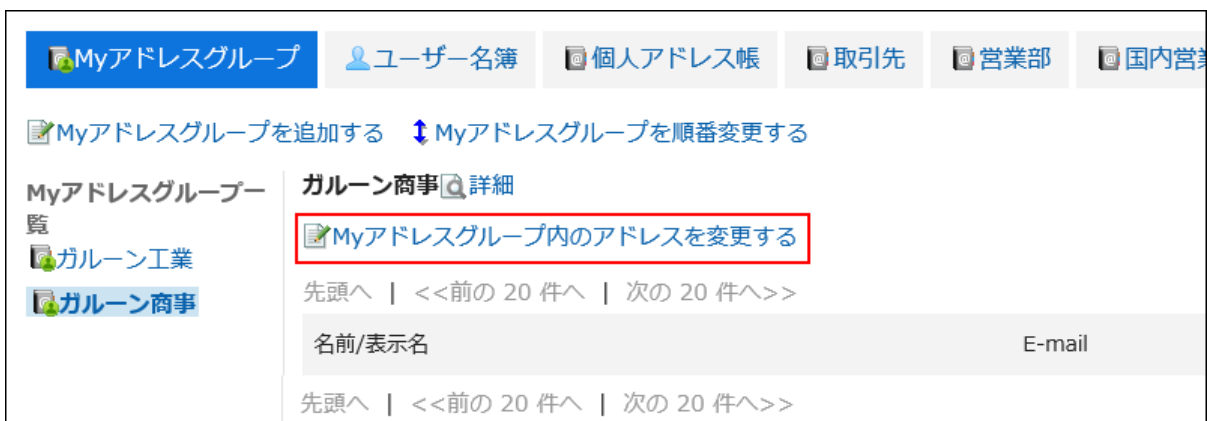 Myアドレスグループ ユーザー名簿 個人アドレス帳 取引先 営業部 国内営業
Myアドレスグループを追加する Myアドレスグループを順番変更する
Myアドレスグループ一
覧
ガルーン工業
ガルーン商事
ガルーン商事 詳細
Myアドレスグループ内のアドレスを変更する
先頭へ | <<前の 20 件へ | 次の 20 件へ>>
名前/表示名 E-mail
先頭へ | <<前の 20 件へ | 次の 20 件へ>>